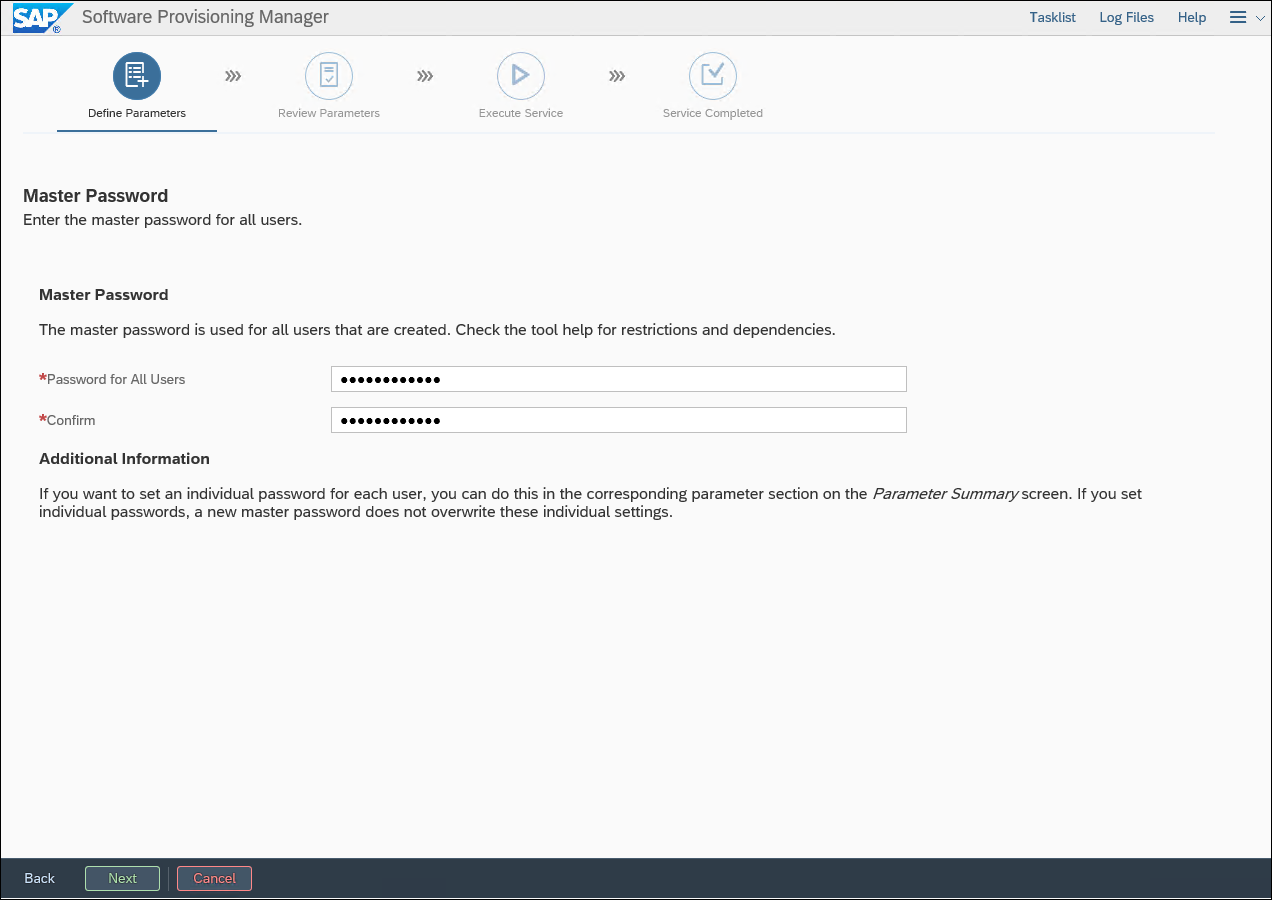 SAP ® Software Provisioning Manager Tasklist Log Files Help
Define Parameters Review Parameters Execute Service Service Completed
Master Password
Enter the master password for all users.
Master Password
The master password is used for all users that are created. Check the tool help for restrictions and dependencies.
*Password for All Users ●●●●●●●●●●●●
*Confirm ●●●●●●●●●●●●
Additional Information
If you want to set an individual password for each user, you can do this in the corresponding parameter section on the Parameter Summary screen. If you set
individual passwords, a new master password does not overwrite these individual settings.
Back Next Cancel